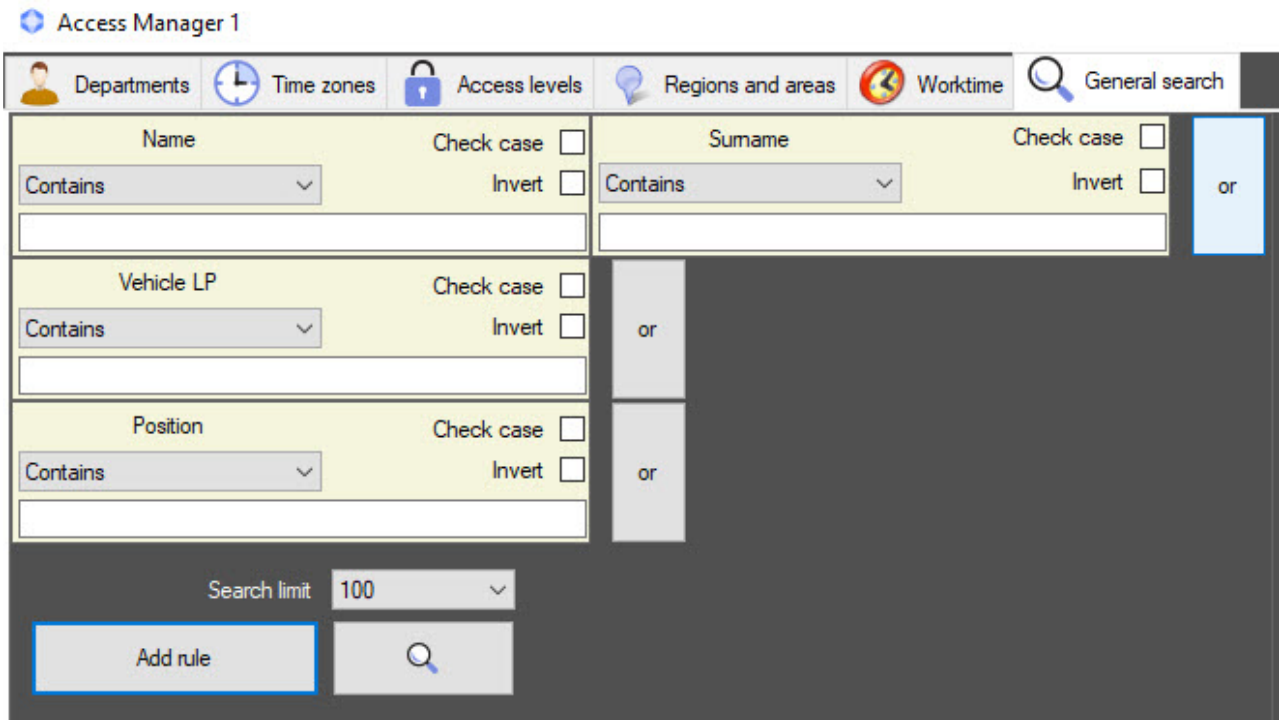 Access Manager 1
Departments Time zones Access levels Regions and areas Worktime General search
Name Check case Surname Check case
Contains Invert Contains Invert or
Vehicle LP Check case
Contains Invert or
Position Check case
Contains Invert or
Search limit 100
Add rule